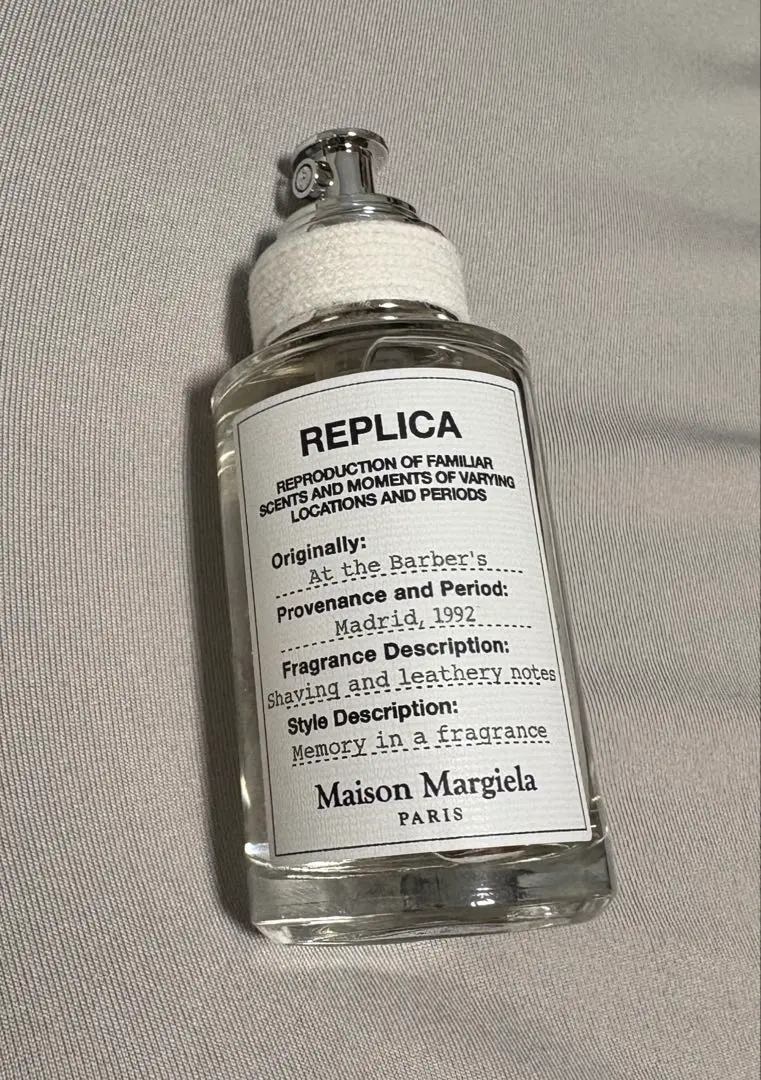 REPLICA
REPRODUCTION OF FAMILIAR
SCENTS AND MOMENTS OF VARYING
LOCATIONS AND PERIODS
Originally:
At the Barber's
Provenance and Period:
Madrid, 1992
Fragrance Description:
Shaving and leathery notes
Style Description:
Memory in a fragrance
Maison Margiela
PARIS